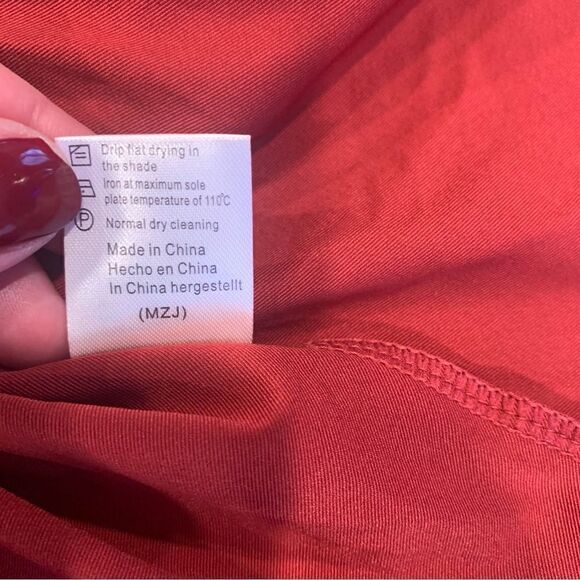 Drip flat drying in
the shade
Iron at maximum sole
plate temperature of 110°C
P Normal dry cleaning
Made in China
Hecho en China
In China hergestellt
(MZJ)